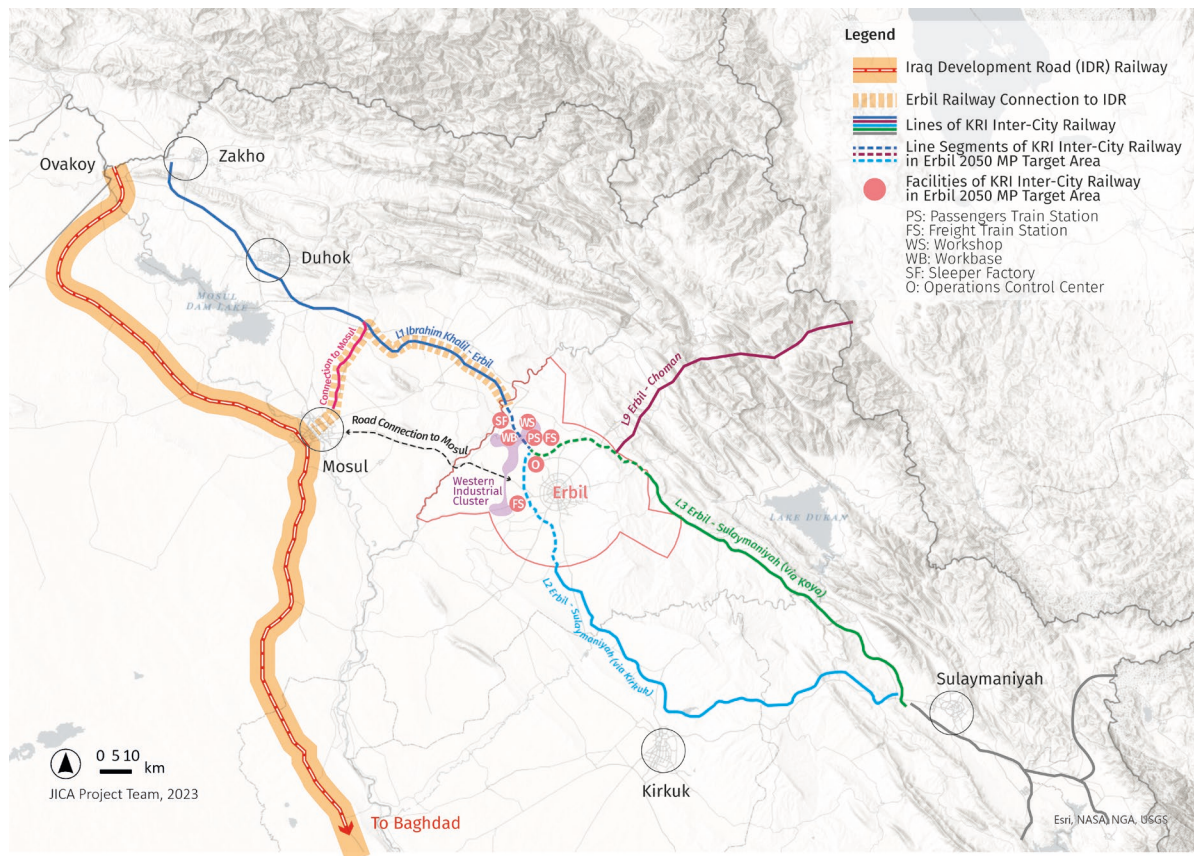 Legend
Iraq Development Road (IDR) Railway
Erbil Railway Connection to IDR
Lines of KRI Inter-City Railway
Line Segments of KRI Inter-City Railway
in Erbil 2050 MP Target Area
Facilities of KRI Inter-City Railway
in Erbil 2050 MP Target Area
PS: Passengers Train Station
FS: Freight Train Station
WS: Workshop
WB: Workbase
SF: Sleeper Factory
O: Operations Control Center
Ovakoy
Zakho
Duhok
MOSUL
DAM LAKE
L1 Ibrahim Khalil - Erbil
Connection to Mosul
L9 Erbil - Choman
Road Connection to Mosul
Mosul
SF
WS
WB
PS
FS
O
Western
Industrial
Cluster
FS
Erbil
L3 Erbil - Sulaymaniyah (via Koya)
LAKE DUKAN
L2 Erbil - Sulaymaniyah (via Kirkuh)
Sulaymaniyah
Kirkuk
0 5 10
km
JICA Project Team, 2023
To Baghdad
Esri, NASA, NGA, USGS